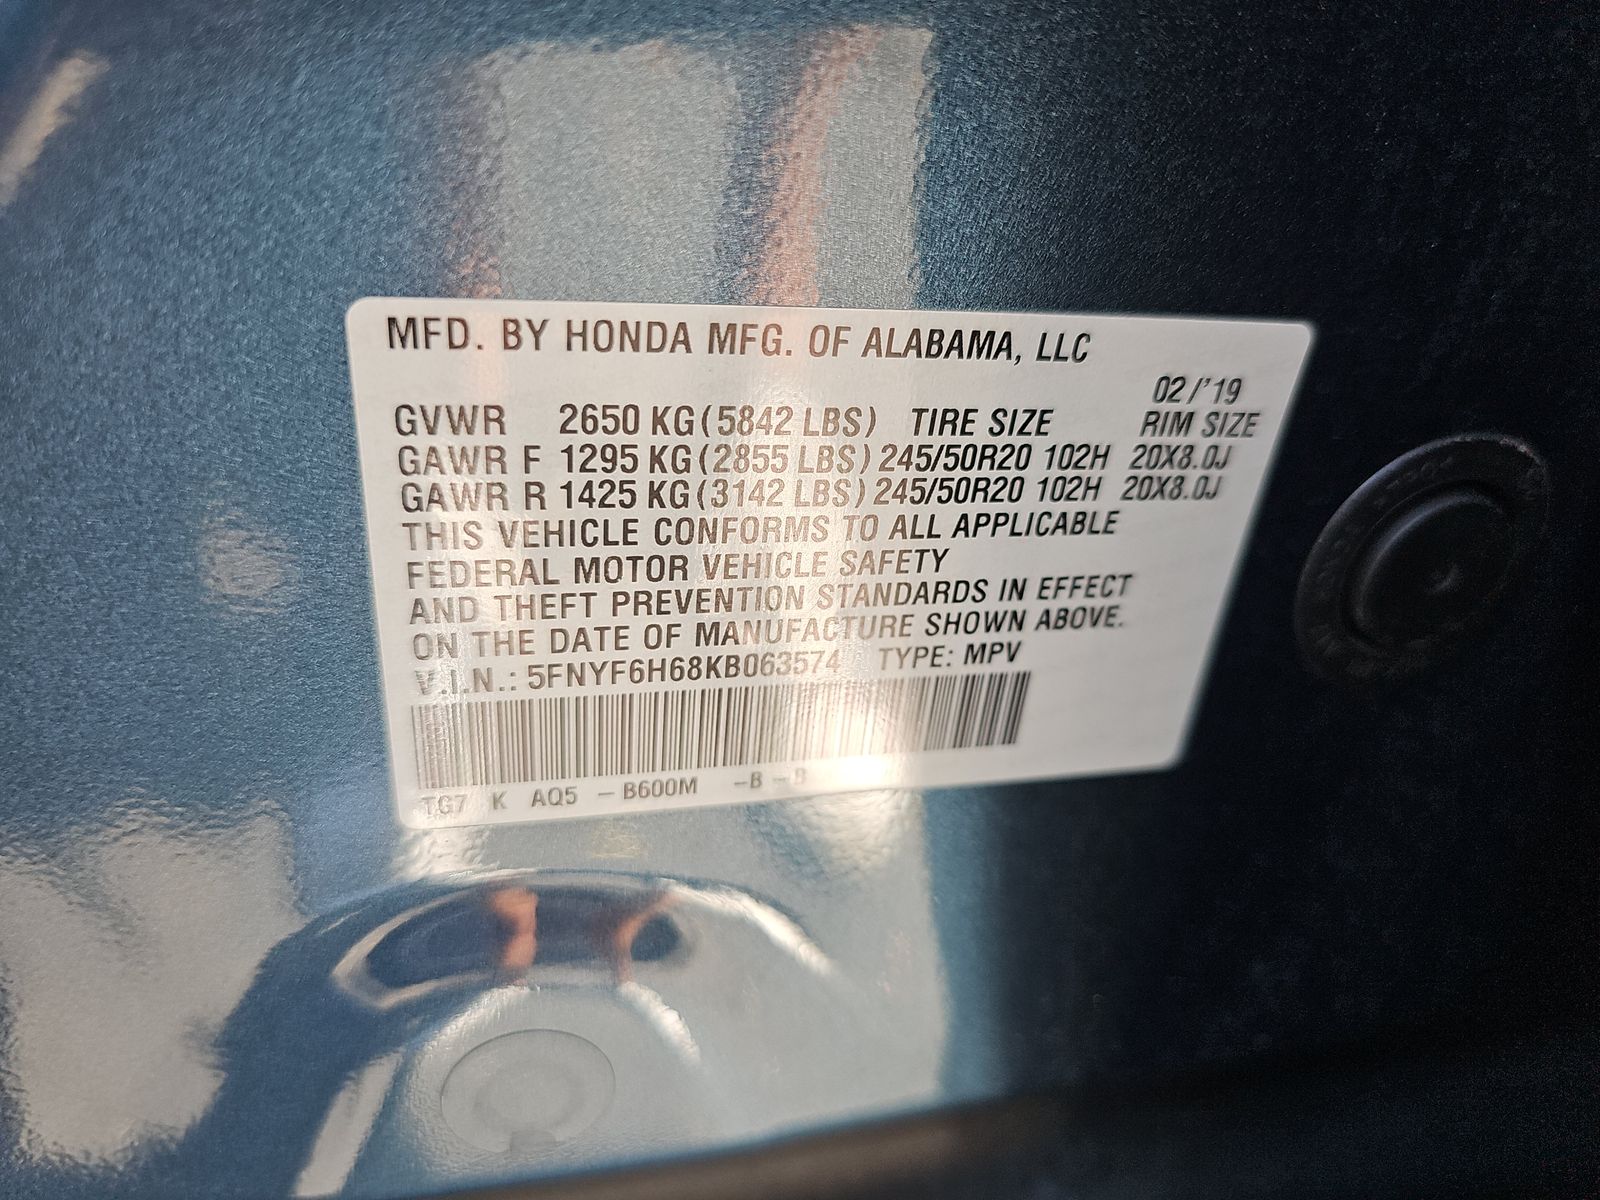 MFD. BY HONDA MFG. OF ALABAMA, LLC
02/'19
GVWR 2650 KG (5842 LBS) TIRE SIZE RIM SIZE
GAWR F 1295 KG (2855 LBS) 245/50R20 102H 20X8.0J
GAWR R 1425 KG (3142 LBS) 245/50R20 102H 20X8.0J
THIS VEHICLE CONFORMS TO ALL APPLICABLE
FEDERAL MOTOR VEHICLE SAFETY
AND THEFT PREVENTION STANDARDS IN EFFECT
ON THE DATE OF MANUFACTURE SHOWN ABOVE.
V.I.N.: 5FNYF6H68KB063574 TYPE: MPV
TG7 K AQ5 – B600M –B – B